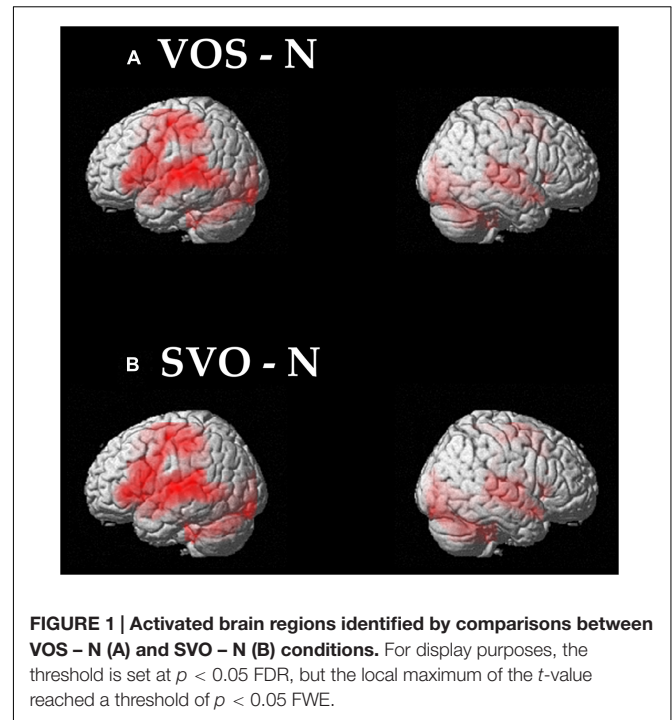 A VOS - N
B SVO - N
FIGURE 1 | Activated brain regions identified by comparisons between
VOS – N (A) and SVO – N (B) conditions. For display purposes, the
threshold is set at p < 0.05 FDR, but the local maximum of the t-value
reached a threshold of p < 0.05 FWE.